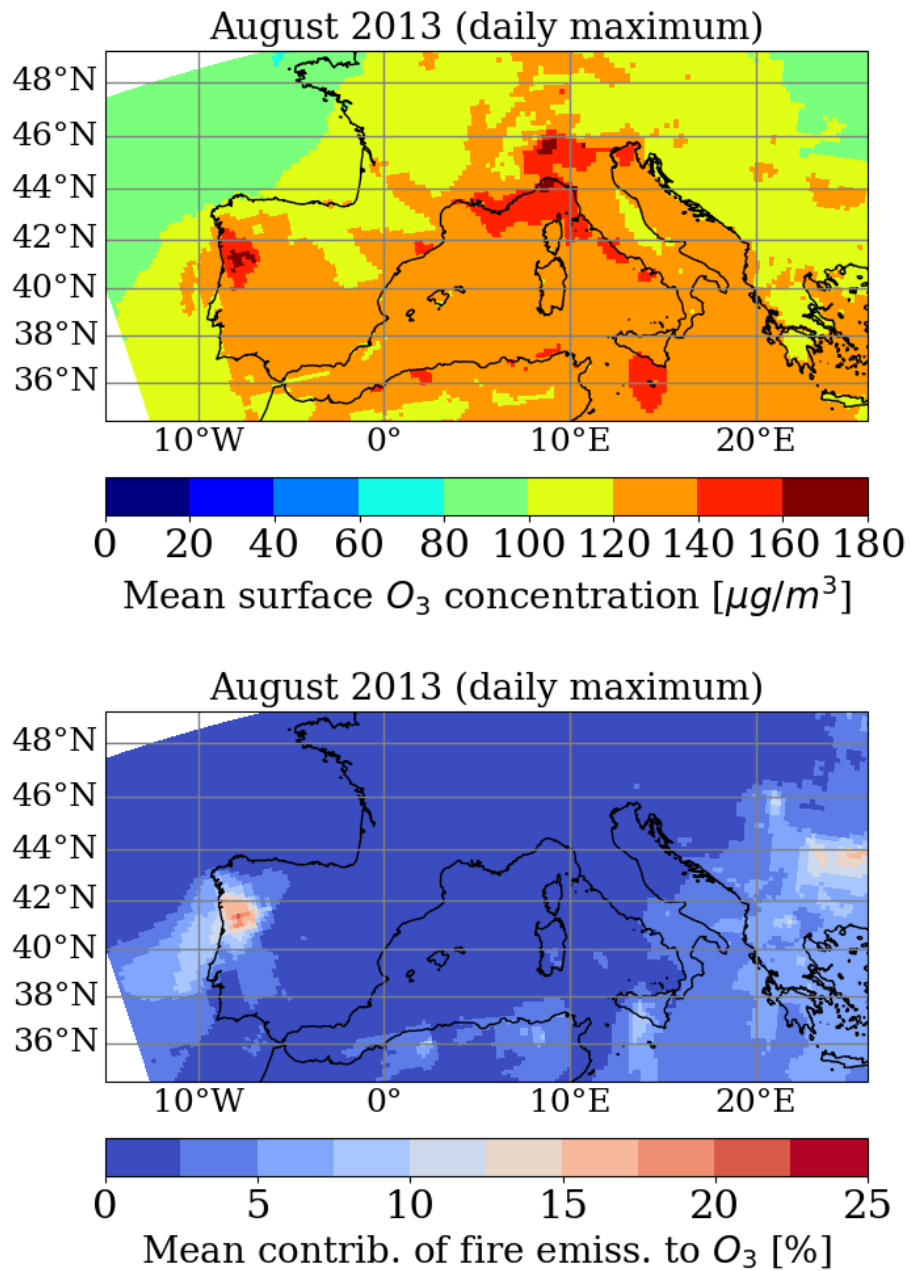 August 2013 (daily maximum)
48°N
46°N
44°N
42°N
40°N
38°N
36°N
10°W 0° 10°E 20°E
0 20 40 60 80 100 120 140 160 180
Mean surface O₃ concentration [μg/m³]
August 2013 (daily maximum)
48°N
46°N
44°N
42°N
40°N
38°N
36°N
10°W 0° 10°E 20°E
0 5 10 15 20 25
Mean contrib. of fire emiss. to O₃ [%]